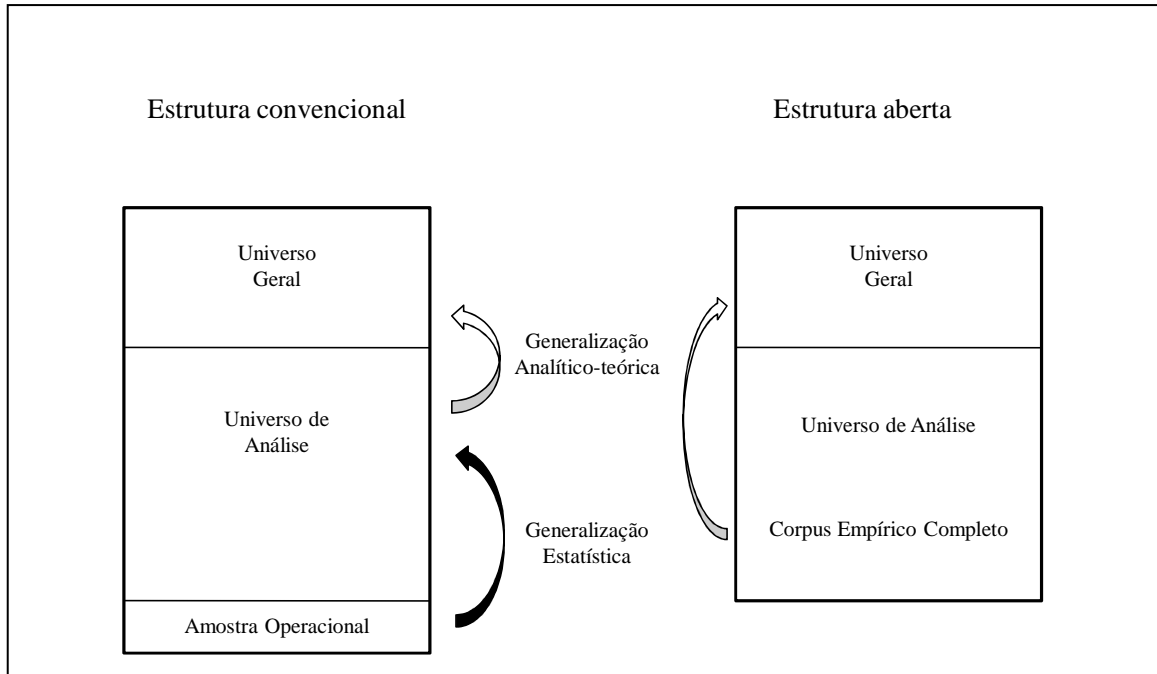 Estrutura convencional
Estrutura aberta
Universo
Geral
Universo de
Análise
Amostra Operacional
Generalização
Analítico-teórica
Generalização
Estatística
Universo
Geral
Universo de Análise
Corpus Empírico Completo